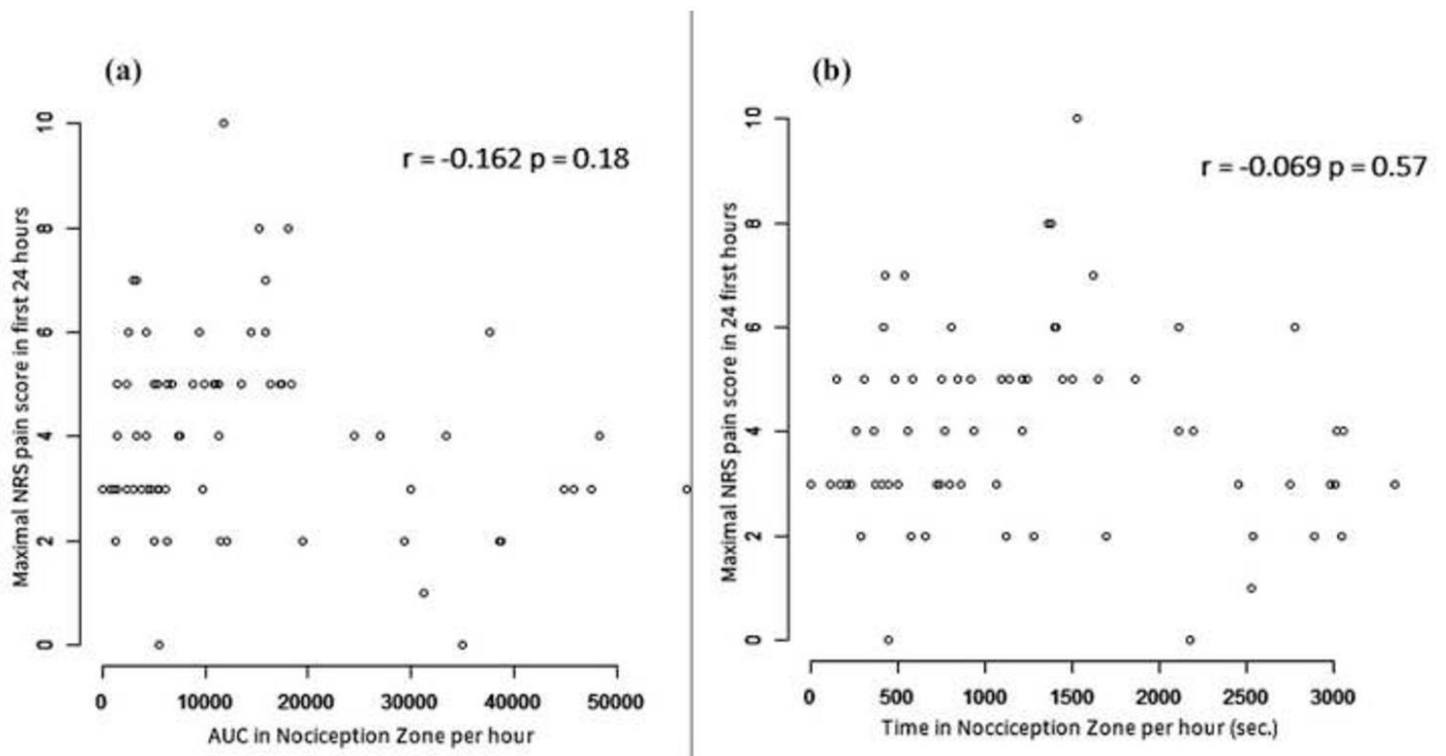 (a)
r = -0.162 p = 0.18
Maximal NRS pain score in first 24 hours
10
8
6
4
2
0
0 10000 20000 30000 40000 50000
AUC in Nociception Zone per hour
(b)
r = -0.069 p = 0.57
Maximal NRS pain score in 24 first hours
10
8
6
4
2
0
0 500 1000 1500 2000 2500 3000
Time in Nocciception Zone per hour (sec.)